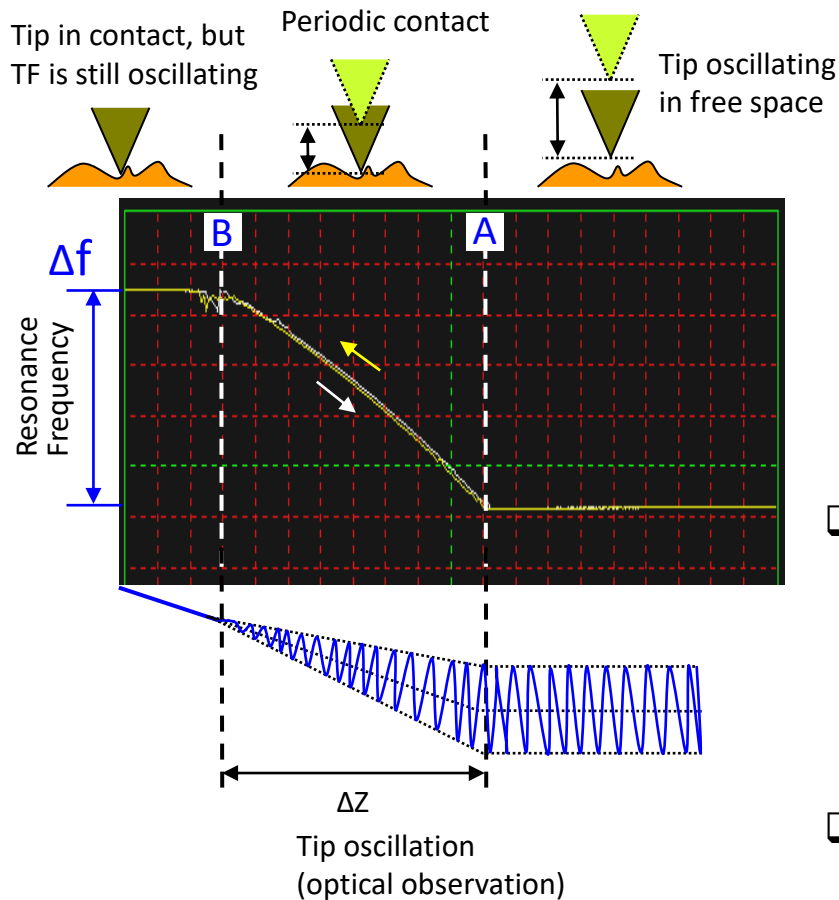 Tip in contact, but
TF is still oscillating
Periodic contact
Tip oscillating
in free space
B
A
Δf
Resonance
Frequency
ΔZ
Tip oscillation
(optical observation)